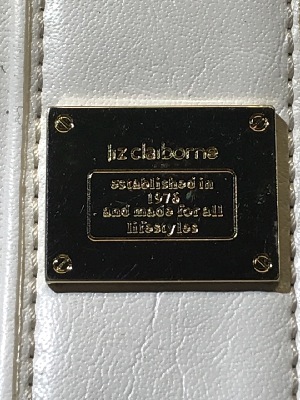 liz claiborne
established in
1976
and made for all
lifestyles